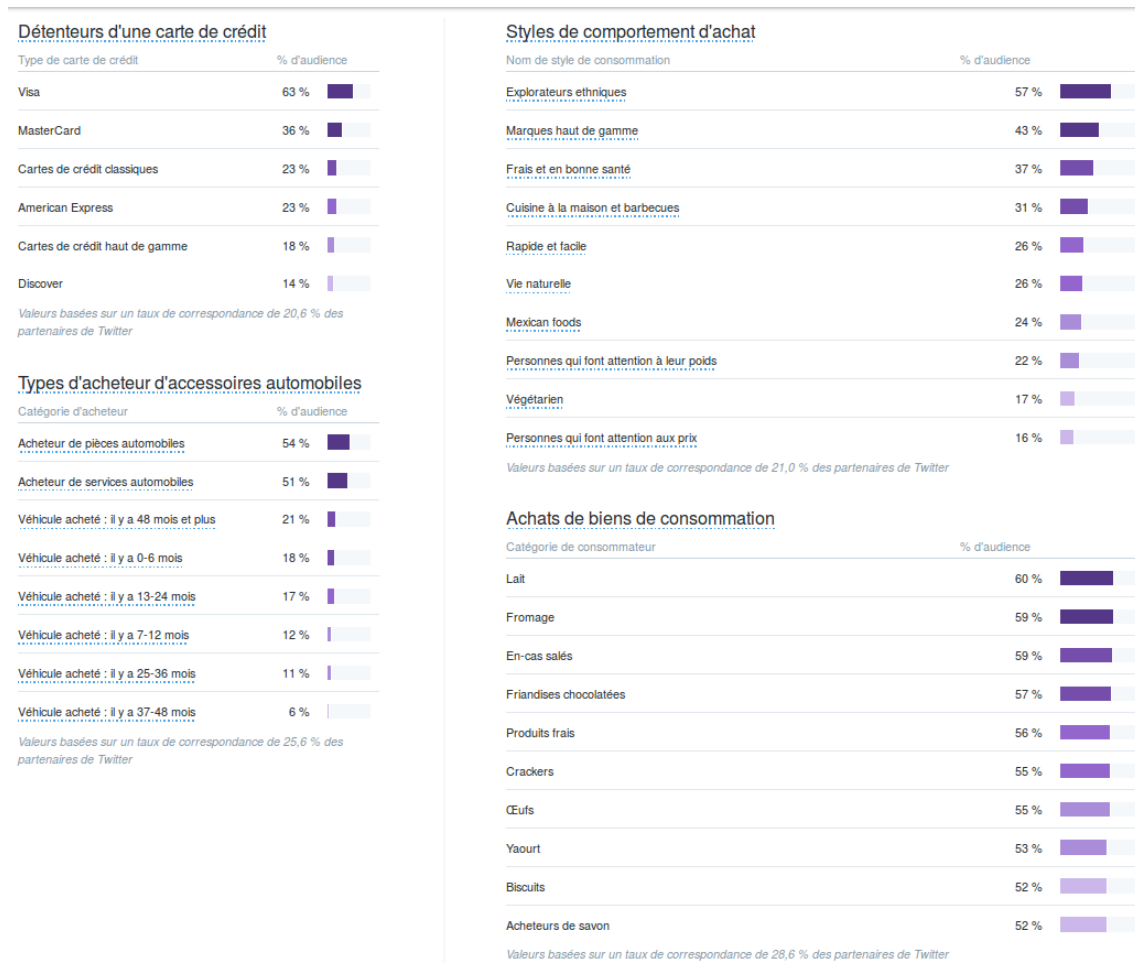 Détenteurs d'une carte de crédit
Type de carte de crédit % d'audience
Visa 63 %
MasterCard 36 %
Cartes de crédit classiques 23 %
American Express 23 %
Cartes de crédit haut de gamme 18 %
Discover 14 %
Valeurs basées sur un taux de correspondance de 20,6 % des
partenaires de Twitter
Types d'acheteur d'accessoires automobiles
Catégorie d'acheteur % d'audience
Acheteur de pièces automobiles 54 %
Acheteur de services automobiles 51 %
Véhicule acheté : il y a 48 mois et plus 21 %
Véhicule acheté : il y a 0-6 mois 18 %
Véhicule acheté : il y a 13-24 mois 17 %
Véhicule acheté : il y a 7-12 mois 12 %
Véhicule acheté : il y a 25-36 mois 11 %
Véhicule acheté : il y a 37-48 mois 6 %
Valeurs basées sur un taux de correspondance de 25,6 % des
partenaires de Twitter
Styles de comportement d'achat
Nom de style de consommation % d'audience
Explorateurs ethniques 57 %
Marques haut de gamme 43 %
Frais et en bonne santé 37 %
Cuisine à la maison et barbecues 31 %
Rapide et facile 26 %
Vie naturelle 26 %
Mexican foods 24 %
Personnes qui font attention à leur poids 22 %
Végétarien 17 %
Personnes qui font attention aux prix 16 %
Valeurs basées sur un taux de correspondance de 21,0 % des partenaires de Twitter
Achats de biens de consommation
Catégorie de consommateur % d'audience
Lait 60 %
Fromage 59 %
En-cas salés 59 %
Friandises chocolatées 57 %
Produits frais 56 %
Crackers 55 %
Œufs 55 %
Yaourt 53 %
Biscuits 52 %
Acheteurs de savon 52 %
Valeurs basées sur un taux de correspondance de 28,6 % des partenaires de Twitter